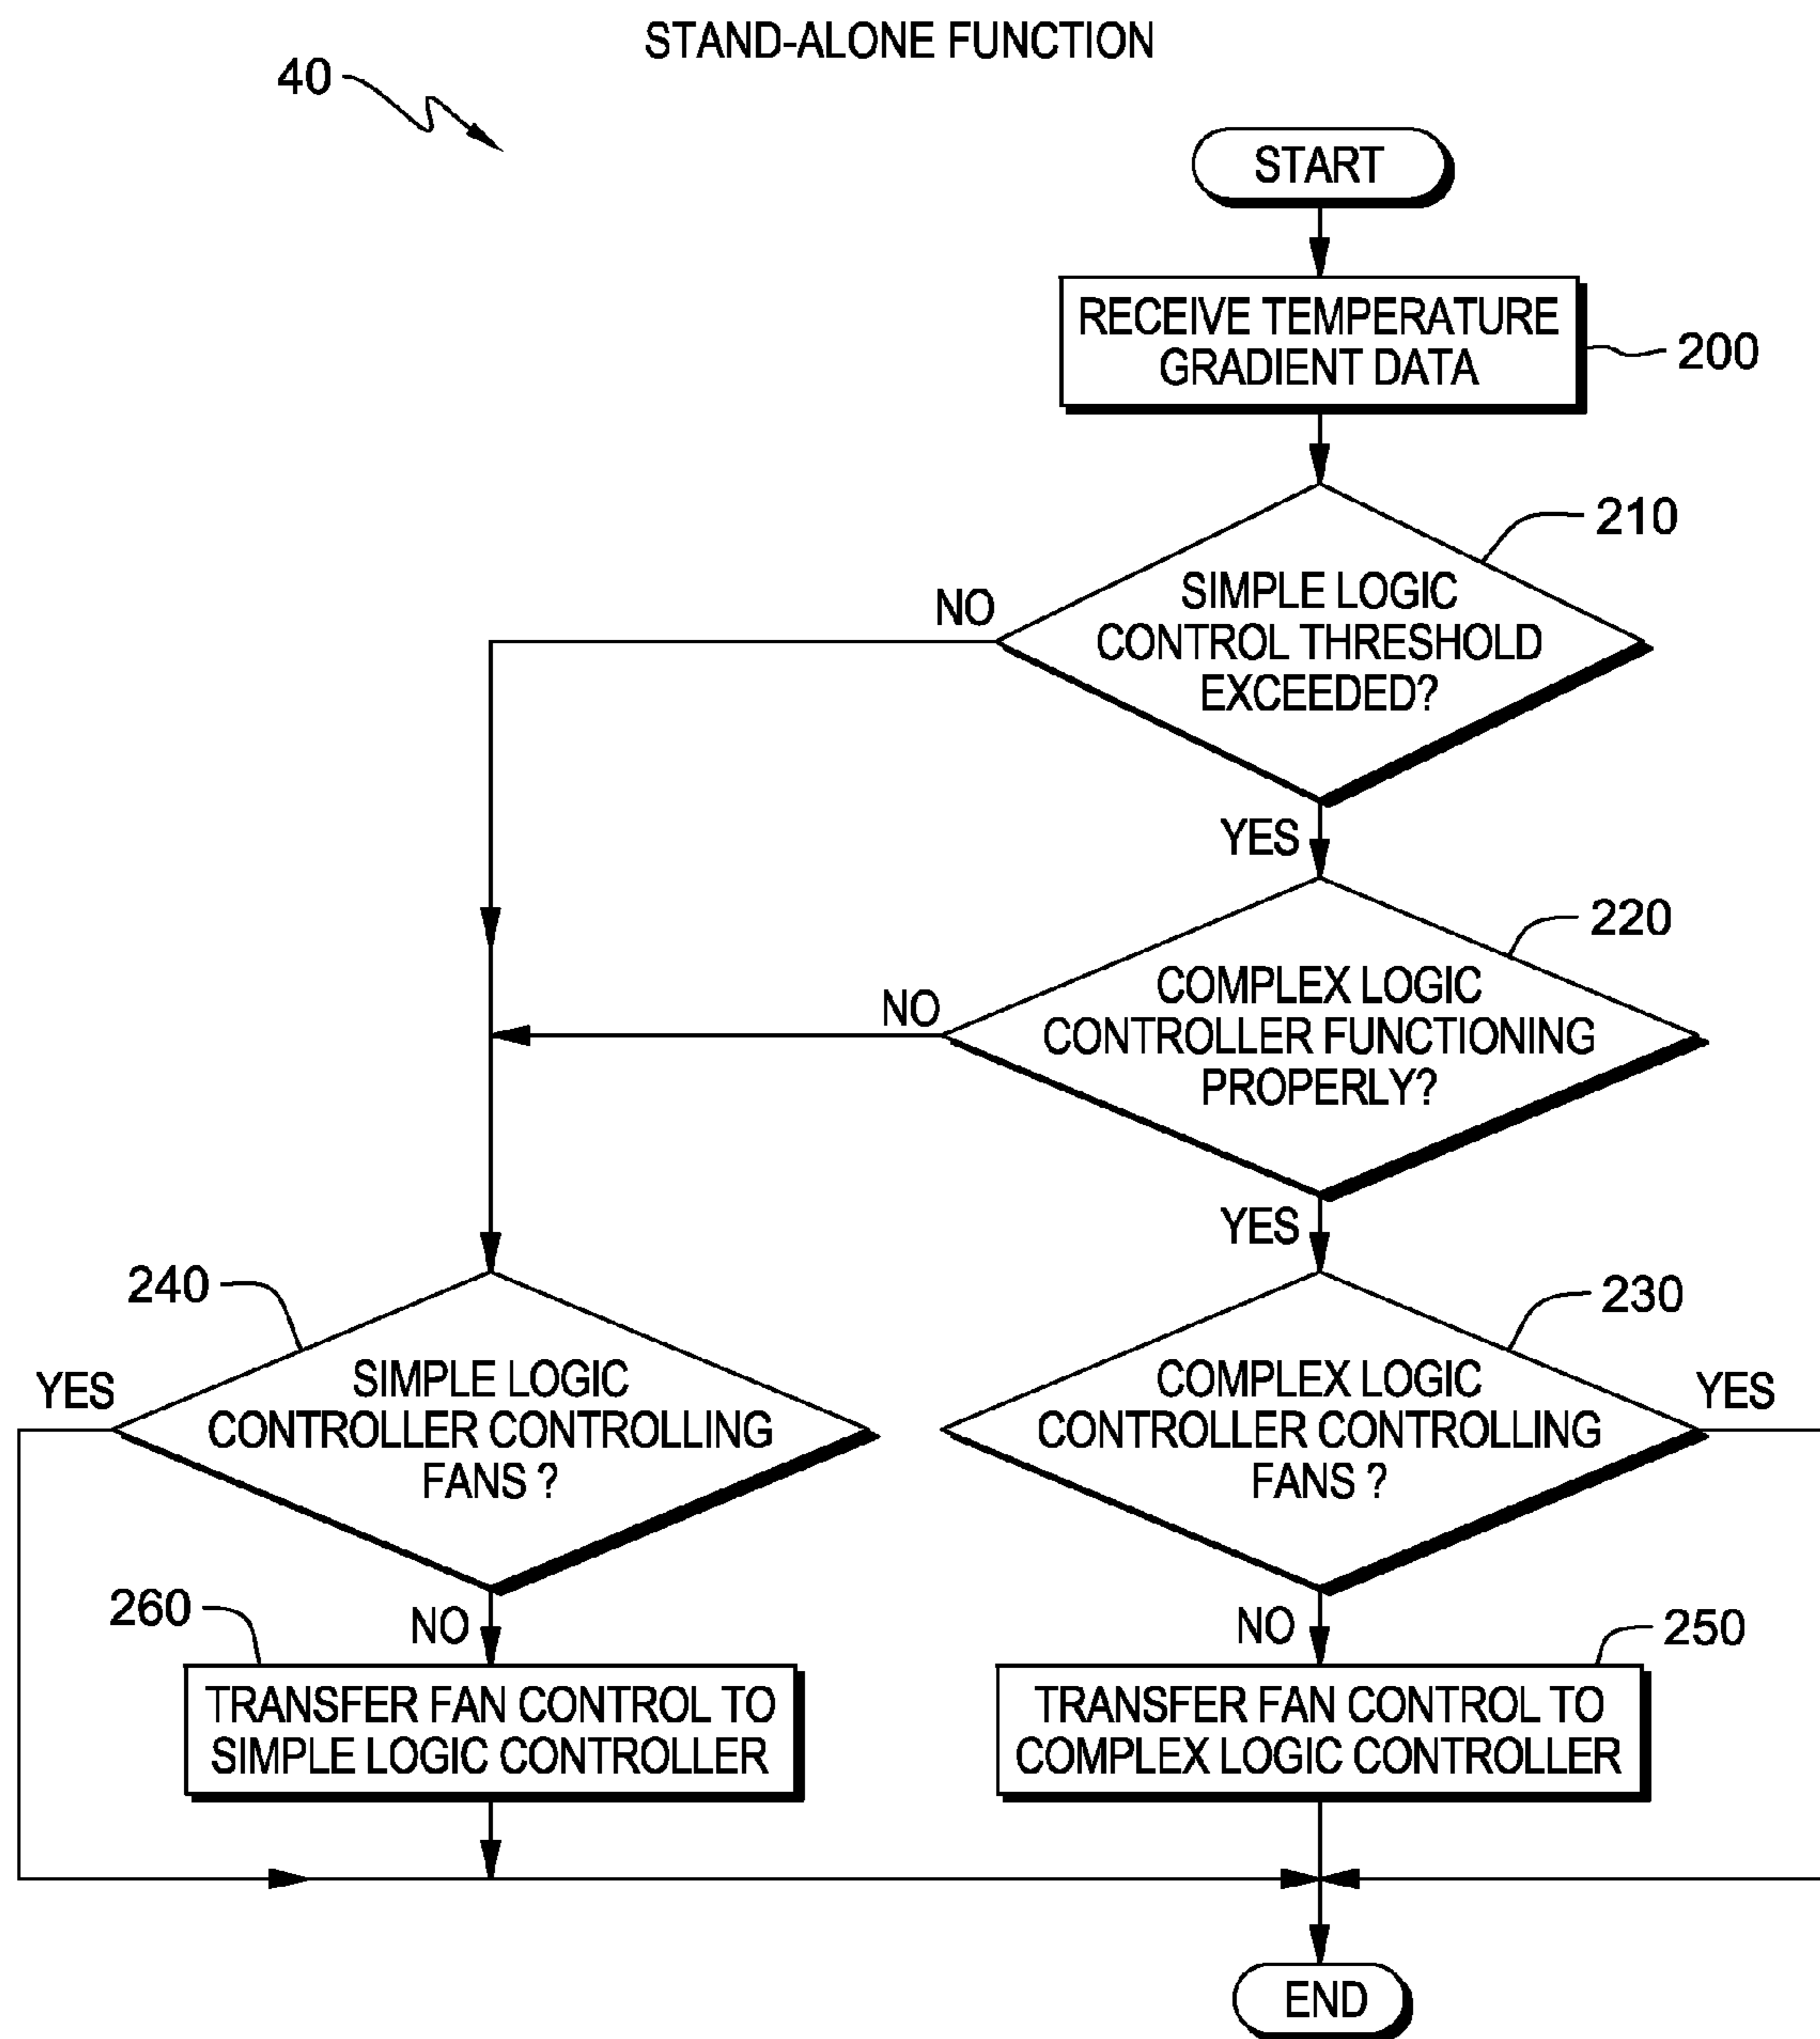 STAND-ALONE FUNCTION
40
START
RECEIVE TEMPERATURE
GRADIENT DATA
200
210
SIMPLE LOGIC
CONTROL THRESHOLD
EXCEEDED?
NO
YES
220
COMPLEX LOGIC
CONTROLLER FUNCTIONING
PROPERLY?
NO
YES
240
SIMPLE LOGIC
CONTROLLER CONTROLLING
FANS ?
YES
NO
230
COMPLEX LOGIC
CONTROLLER CONTROLLING
FANS ?
YES
NO
260
TRANSFER FAN CONTROL TO
SIMPLE LOGIC CONTROLLER
250
TRANSFER FAN CONTROL TO
COMPLEX LOGIC CONTROLLER
END